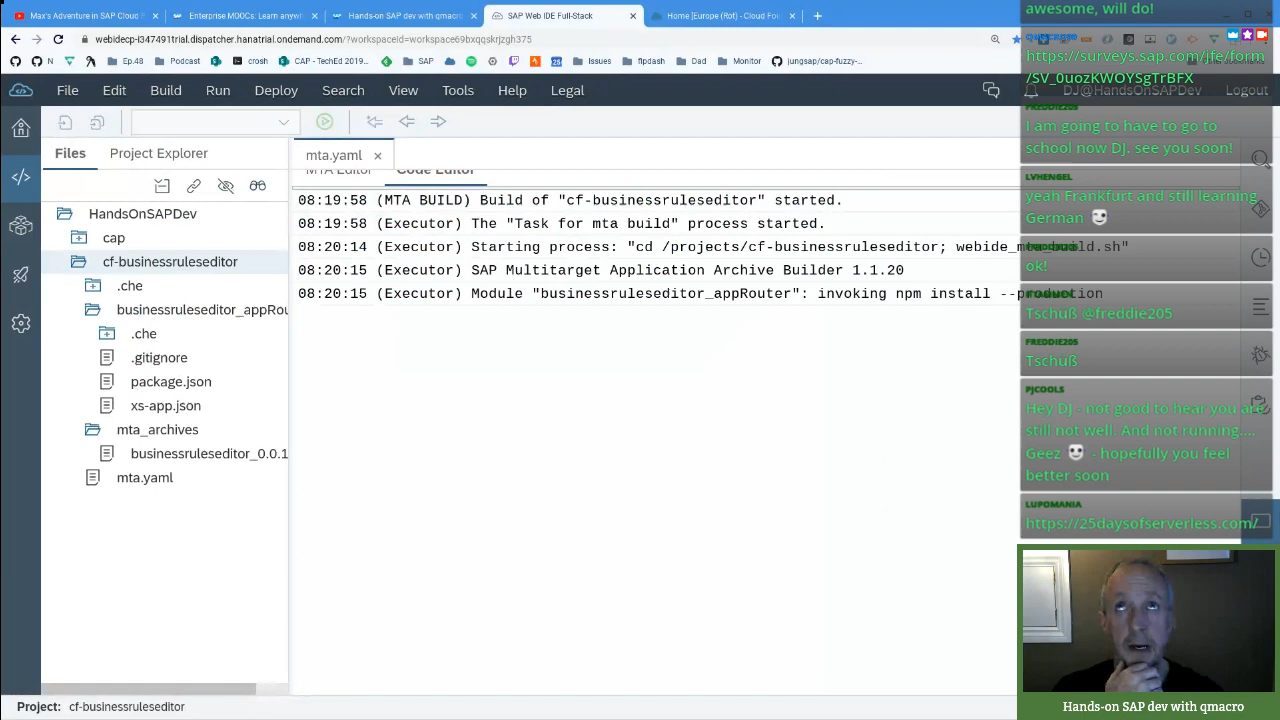 Max's Adventure in SAP Cloud F
Enterprise MOOCs: Learn anywh
Hands-on SAP dev with qmacro
SAP Web IDE Full-Stack
Home [Europe (Rot) - Cloud Fou
webidecp-i347491trial.dispatcher.hanatrial.ondemand.com/?workspaceId=workspace69bxqqskrjgh375
N
Ep.48
Podcast
crosh
CAP - TechEd 2019...
SAP
Issues
flpdash
Dad
Monitor
jungsap/cap-fuzzy-...
File
Edit
Build
Run
Deploy
Search
View
Tools
Help
Legal
DJ@HandsOnSAPDev
Logout
Files
Project Explorer
HandsOnSAPDev
cap
cf-businessruleseditor
.che
businessruleseditor_appRou
.che
.gitignore
package.json
xs-app.json
mta_archives
businessruleseditor_0.0.1
mta.yaml
mta.yaml
MTA Editor
Code Editor
08:19:58 (MTA BUILD) Build of "cf-businessruleseditor" started.
08:19:58 (Executor) The "Task for mta build" process started.
08:20:14 (Executor) Starting process: "cd /projects/cf-businessruleseditor; webide_mta_build.sh"
08:20:15 (Executor) SAP Multitarget Application Archive Builder 1.1.20
08:20:15 (Executor) Module "businessruleseditor_appRouter": invoking npm install --production
awesome, will do!
https://surveys.sap.com/jfe/form
/SV_0uozKWOYSgTrBFX
FREDDIE205
I am going to have to go to
school now DJ. see you soon!
LVHENGEL
yeah Frankfurt and still learning
German
ok!
Tschuß @freddie205
FREDDIE205
Tschuß
PJCOOLS
Hey DJ - not good to hear you are
still not well. And not running....
Geez - hopefully you feel
better soon
LUPOMANIA
https://25daysofserverless.com/
Project: cf-businessruleseditor
Hands-on SAP dev with qmacro